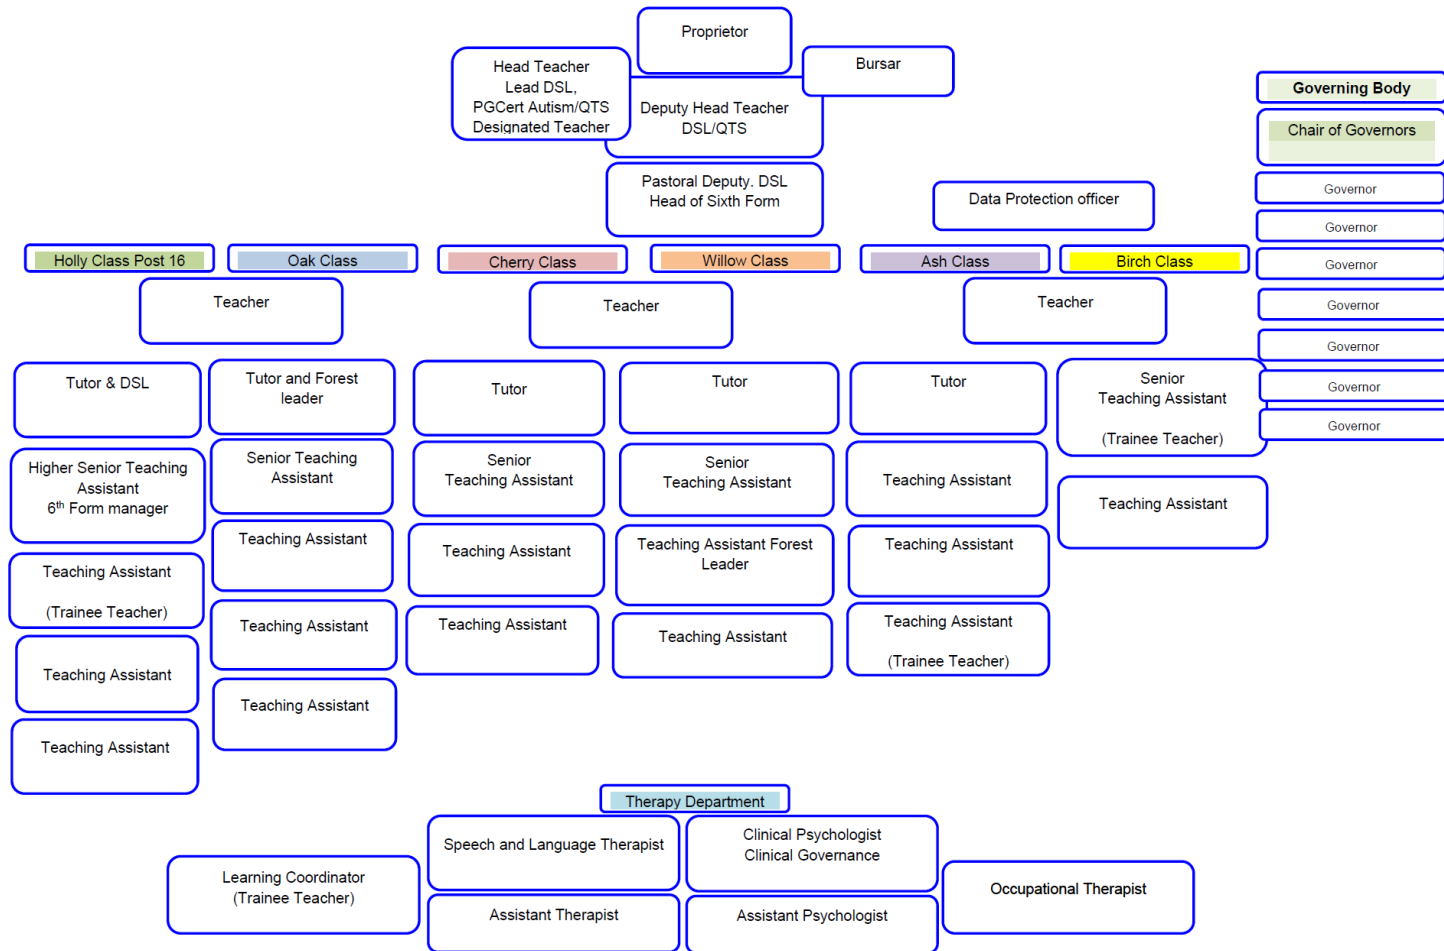 Proprietor
Head Teacher
Lead DSL,
PGCert Autism/QTS
Designated Teacher
Bursar
Deputy Head Teacher
DSL/QTS
Pastoral Deputy. DSL
Head of Sixth Form
Data Protection officer
Governing Body
Chair of Governors
Governor
Governor
Governor
Governor
Governor
Governor
Governor
Holly Class Post 16
Oak Class
Cherry Class
Willow Class
Ash Class
Birch Class
Teacher
Teacher
Teacher
Tutor & DSL
Higher Senior Teaching
Assistant
6th Form manager
Teaching Assistant
(Trainee Teacher)
Teaching Assistant
Teaching Assistant
Tutor and Forest
leader
Senior Teaching
Assistant
Teaching Assistant
Teaching Assistant
Teaching Assistant
Tutor
Senior
Teaching Assistant
Teaching Assistant
Teaching Assistant
Tutor
Senior
Teaching Assistant
Teaching Assistant Forest
Leader
Teaching Assistant
Tutor
Teaching Assistant
Teaching Assistant
Teaching Assistant
(Trainee Teacher)
Senior
Teaching Assistant
(Trainee Teacher)
Teaching Assistant
Therapy Department
Learning Coordinator
(Trainee Teacher)
Speech and Language Therapist
Assistant Therapist
Clinical Psychologist
Clinical Governance
Assistant Psychologist
Occupational Therapist